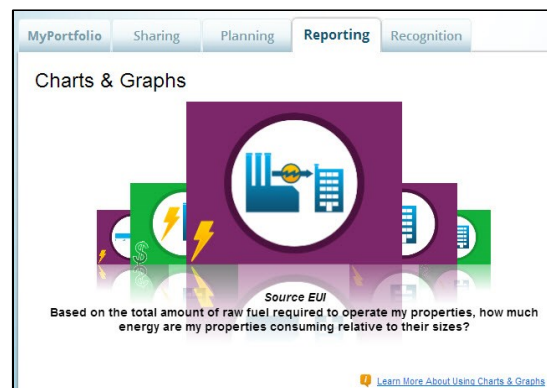 MyPortfolio Sharing Planning Reporting Recognition
Charts & Graphs
Source EUI
Based on the total amount of raw fuel required to operate my properties, how much
energy are my properties consuming relative to their sizes?
Learn More About Using Charts & Graphs